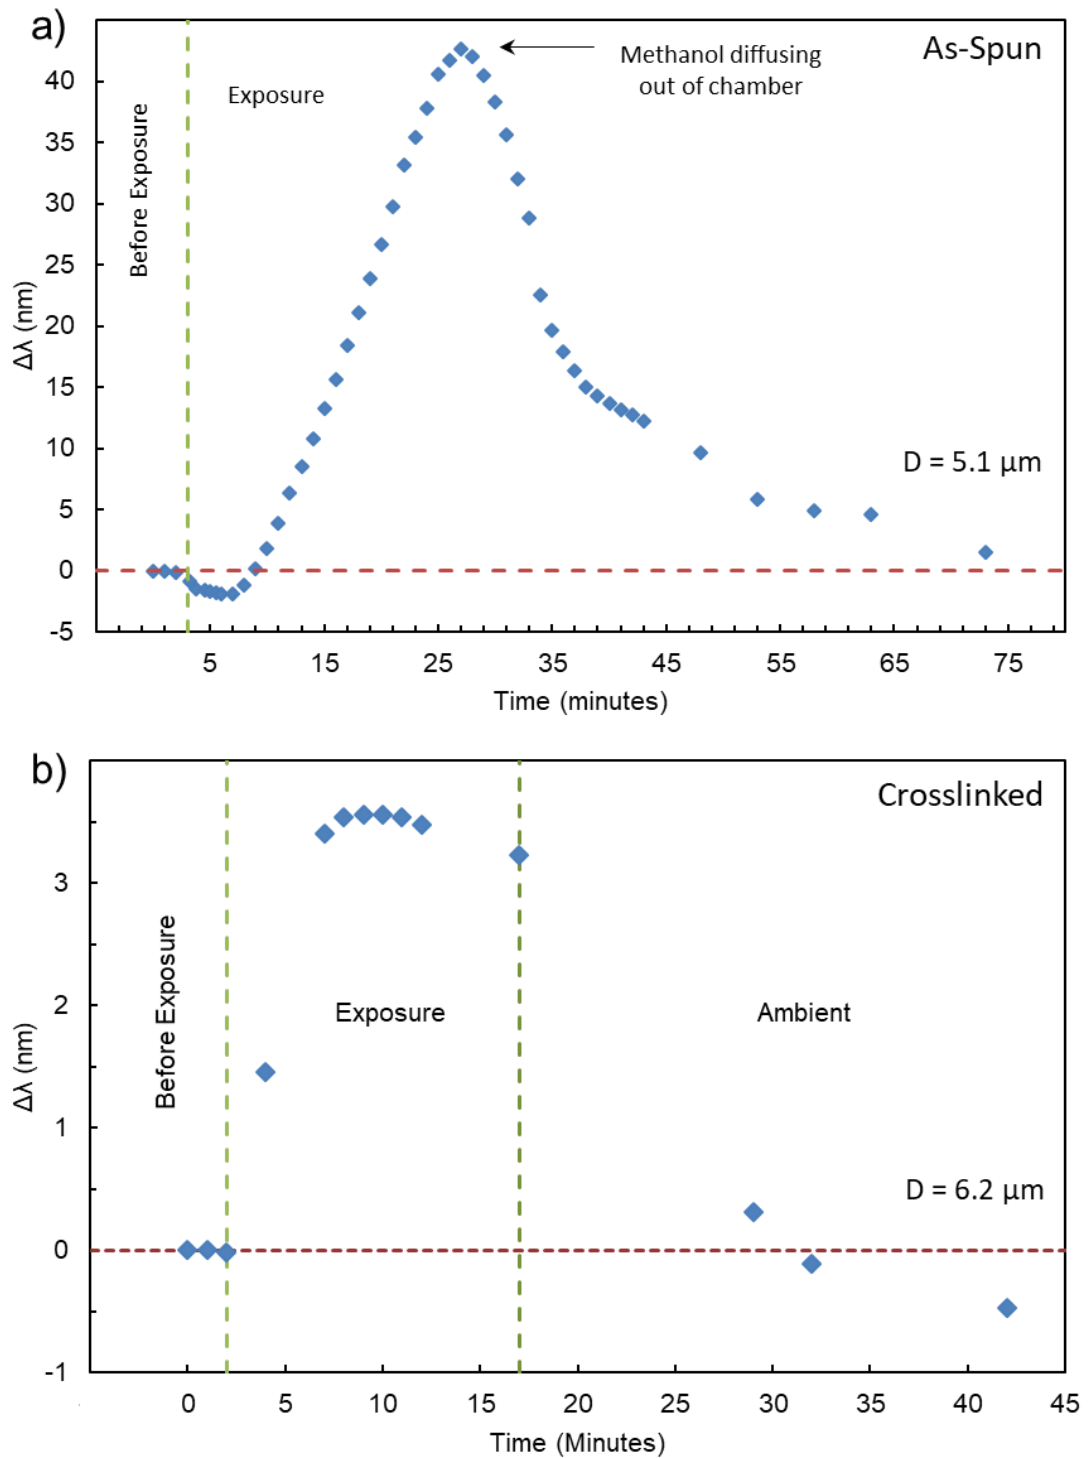 a)
As-Spun
Methanol diffusing
out of chamber
Exposure
Before Exposure
40
35
30
25
20
15
10
5
0
-5
Δλ (nm)
D = 5.1 µm
5 15 25 35 45 55 65 75
Time (minutes)
b)
Crosslinked
3
2
1
0
-1
Δλ (nm)
Before Exposure
Exposure
Ambient
D = 6.2 µm
0 5 10 15 20 25 30 35 40 45
Time (Minutes)